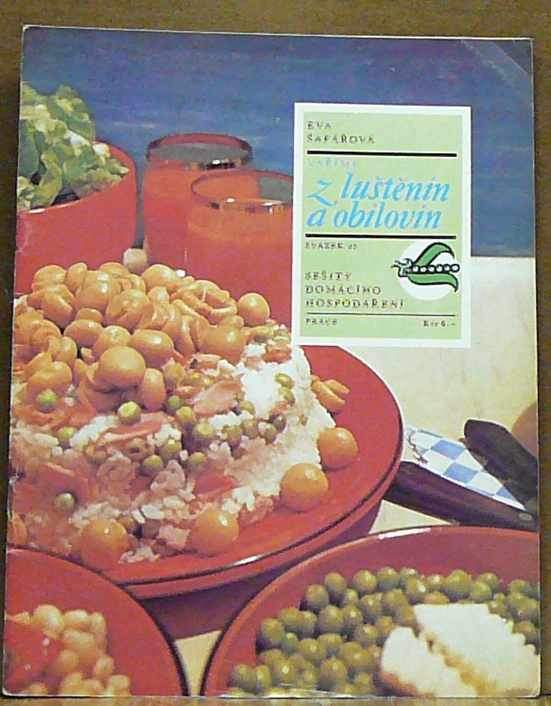 EVA
ŠAFÁŘOVÁ
VAŘÍME
z luštěnin
a obilovin
SVAZEK
SEŠITY
DOMÁCÍHO
HOSPODAŘENÍ
PRÁCE Kčs 6,-